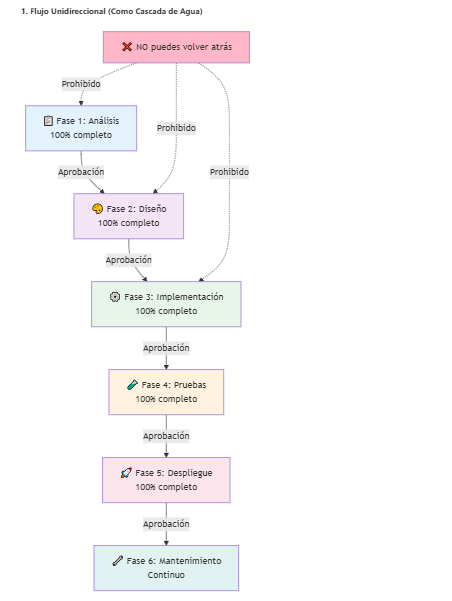 1. Flujo Unidireccional (Como Cascada de Agua)
❌ NO puedes volver atrás
Prohibido
📋 Fase 1: Análisis
100% completo
Prohibido
Aprobación
Prohibido
🎨 Fase 2: Diseño
100% completo
Aprobación
⚙️ Fase 3: Implementación
100% completo
Aprobación
🧪 Fase 4: Pruebas
100% completo
Aprobación
🚀 Fase 5: Despliegue
100% completo
Aprobación
🔧 Fase 6: Mantenimiento
Continuo